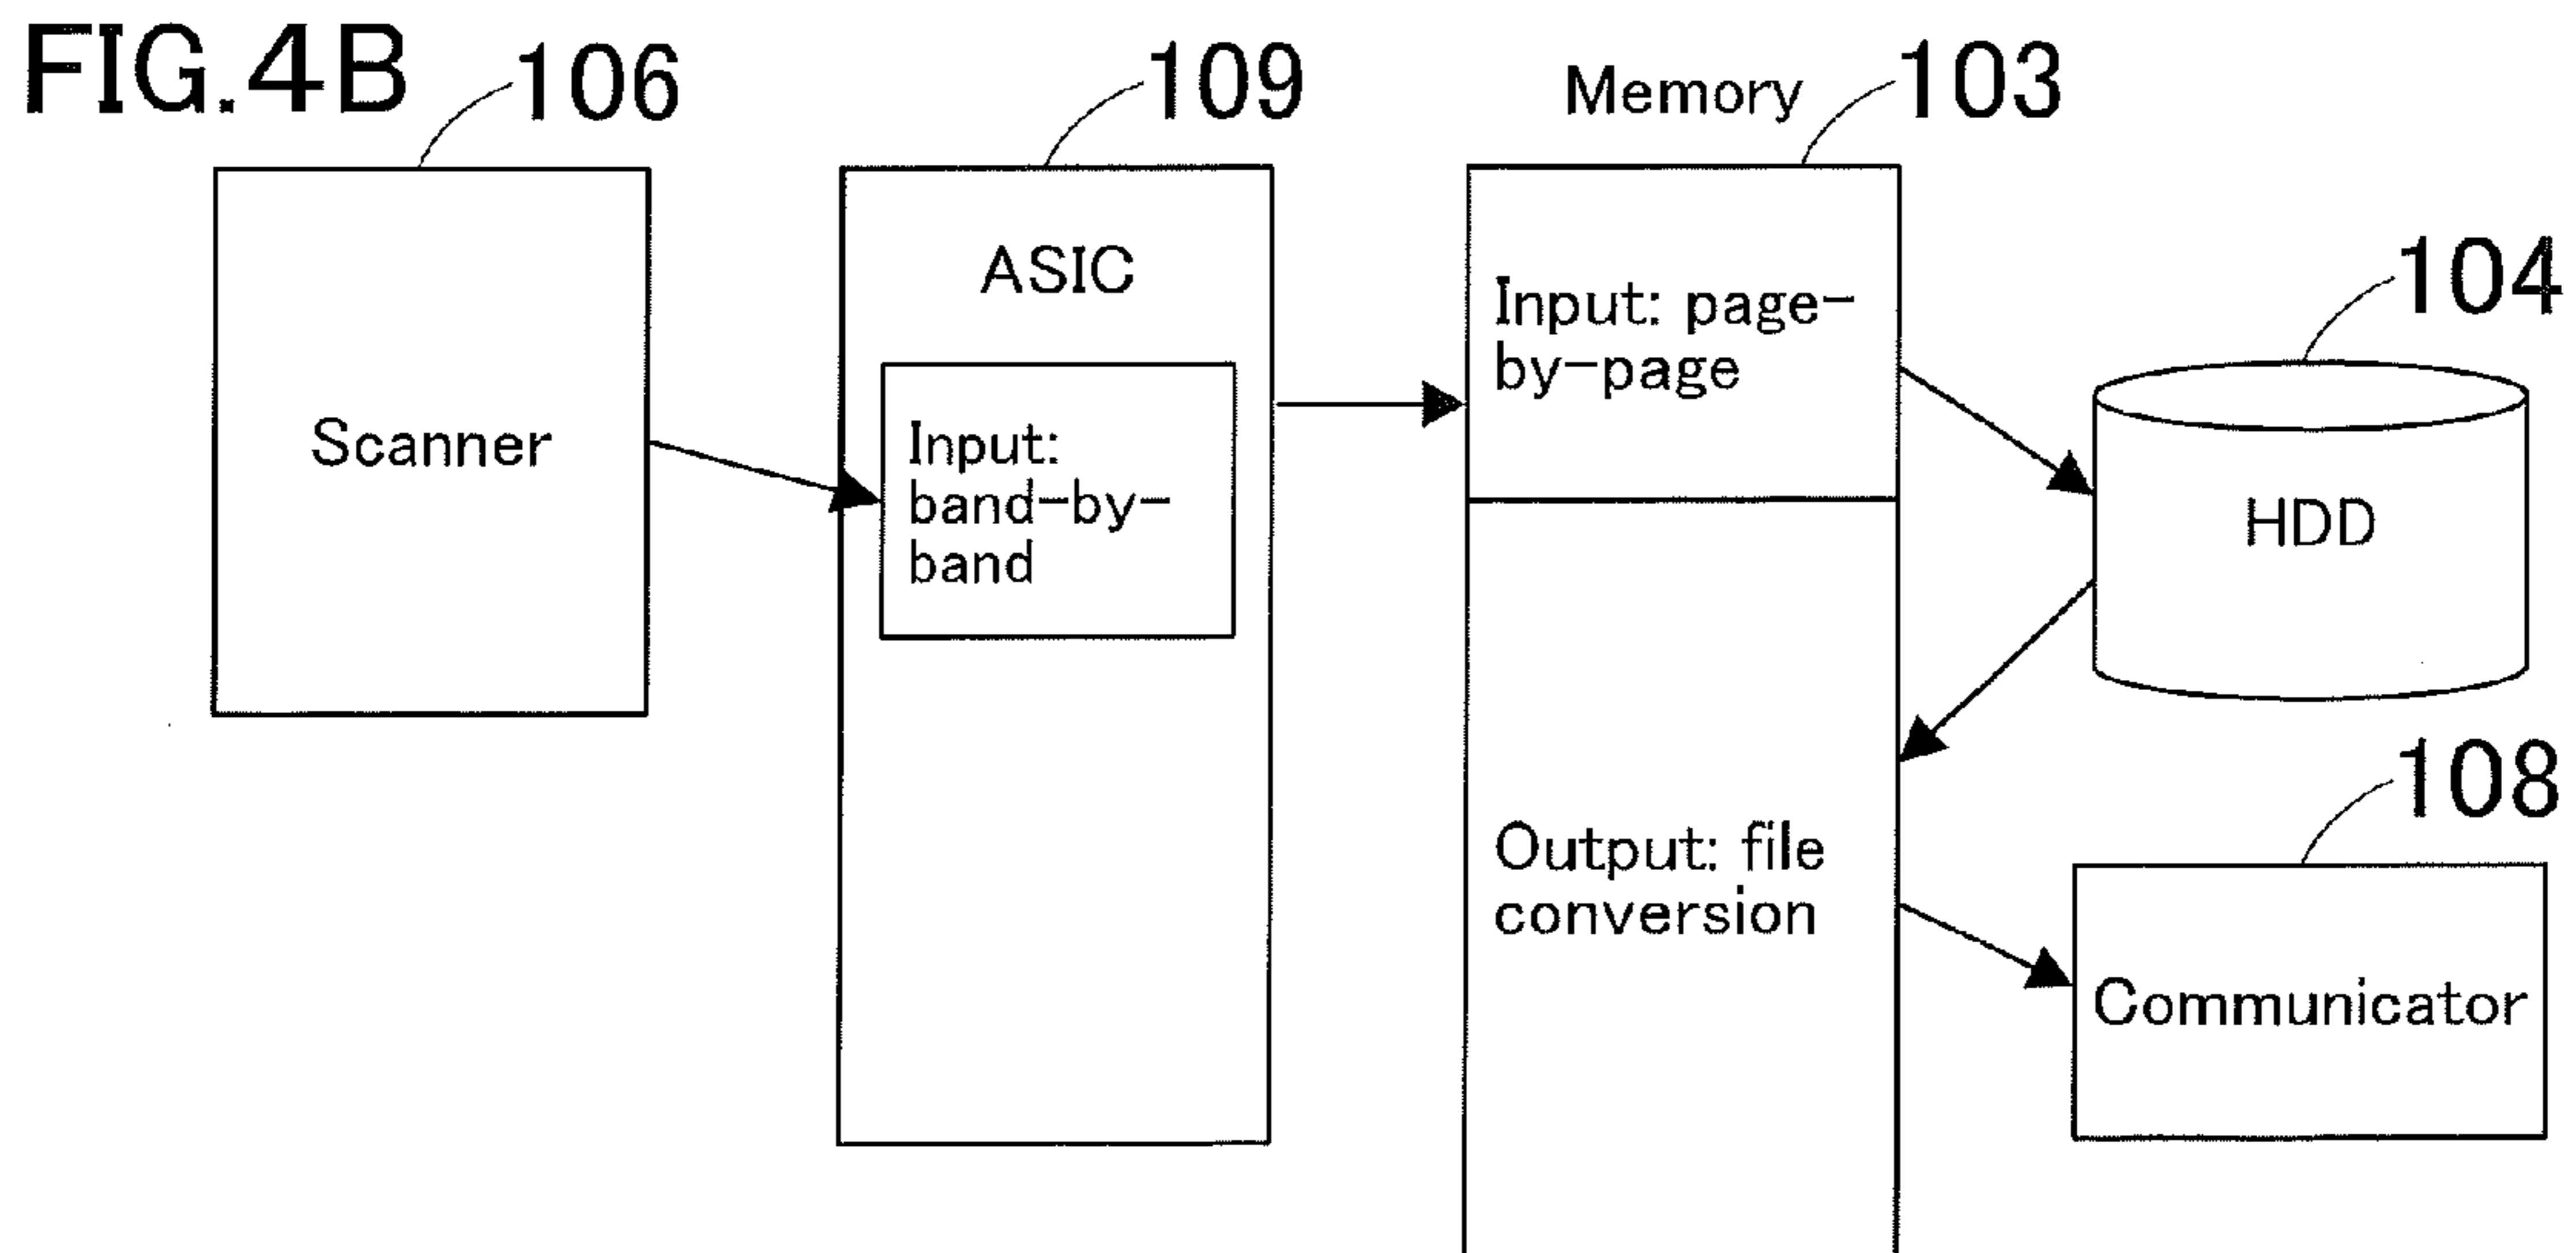 FIG.4B
106
109
Memory
103
Scanner
ASIC
Input:
band-by-
band
Input: page-
by-page
104
HDD
Output: file
conversion
108
Communicator